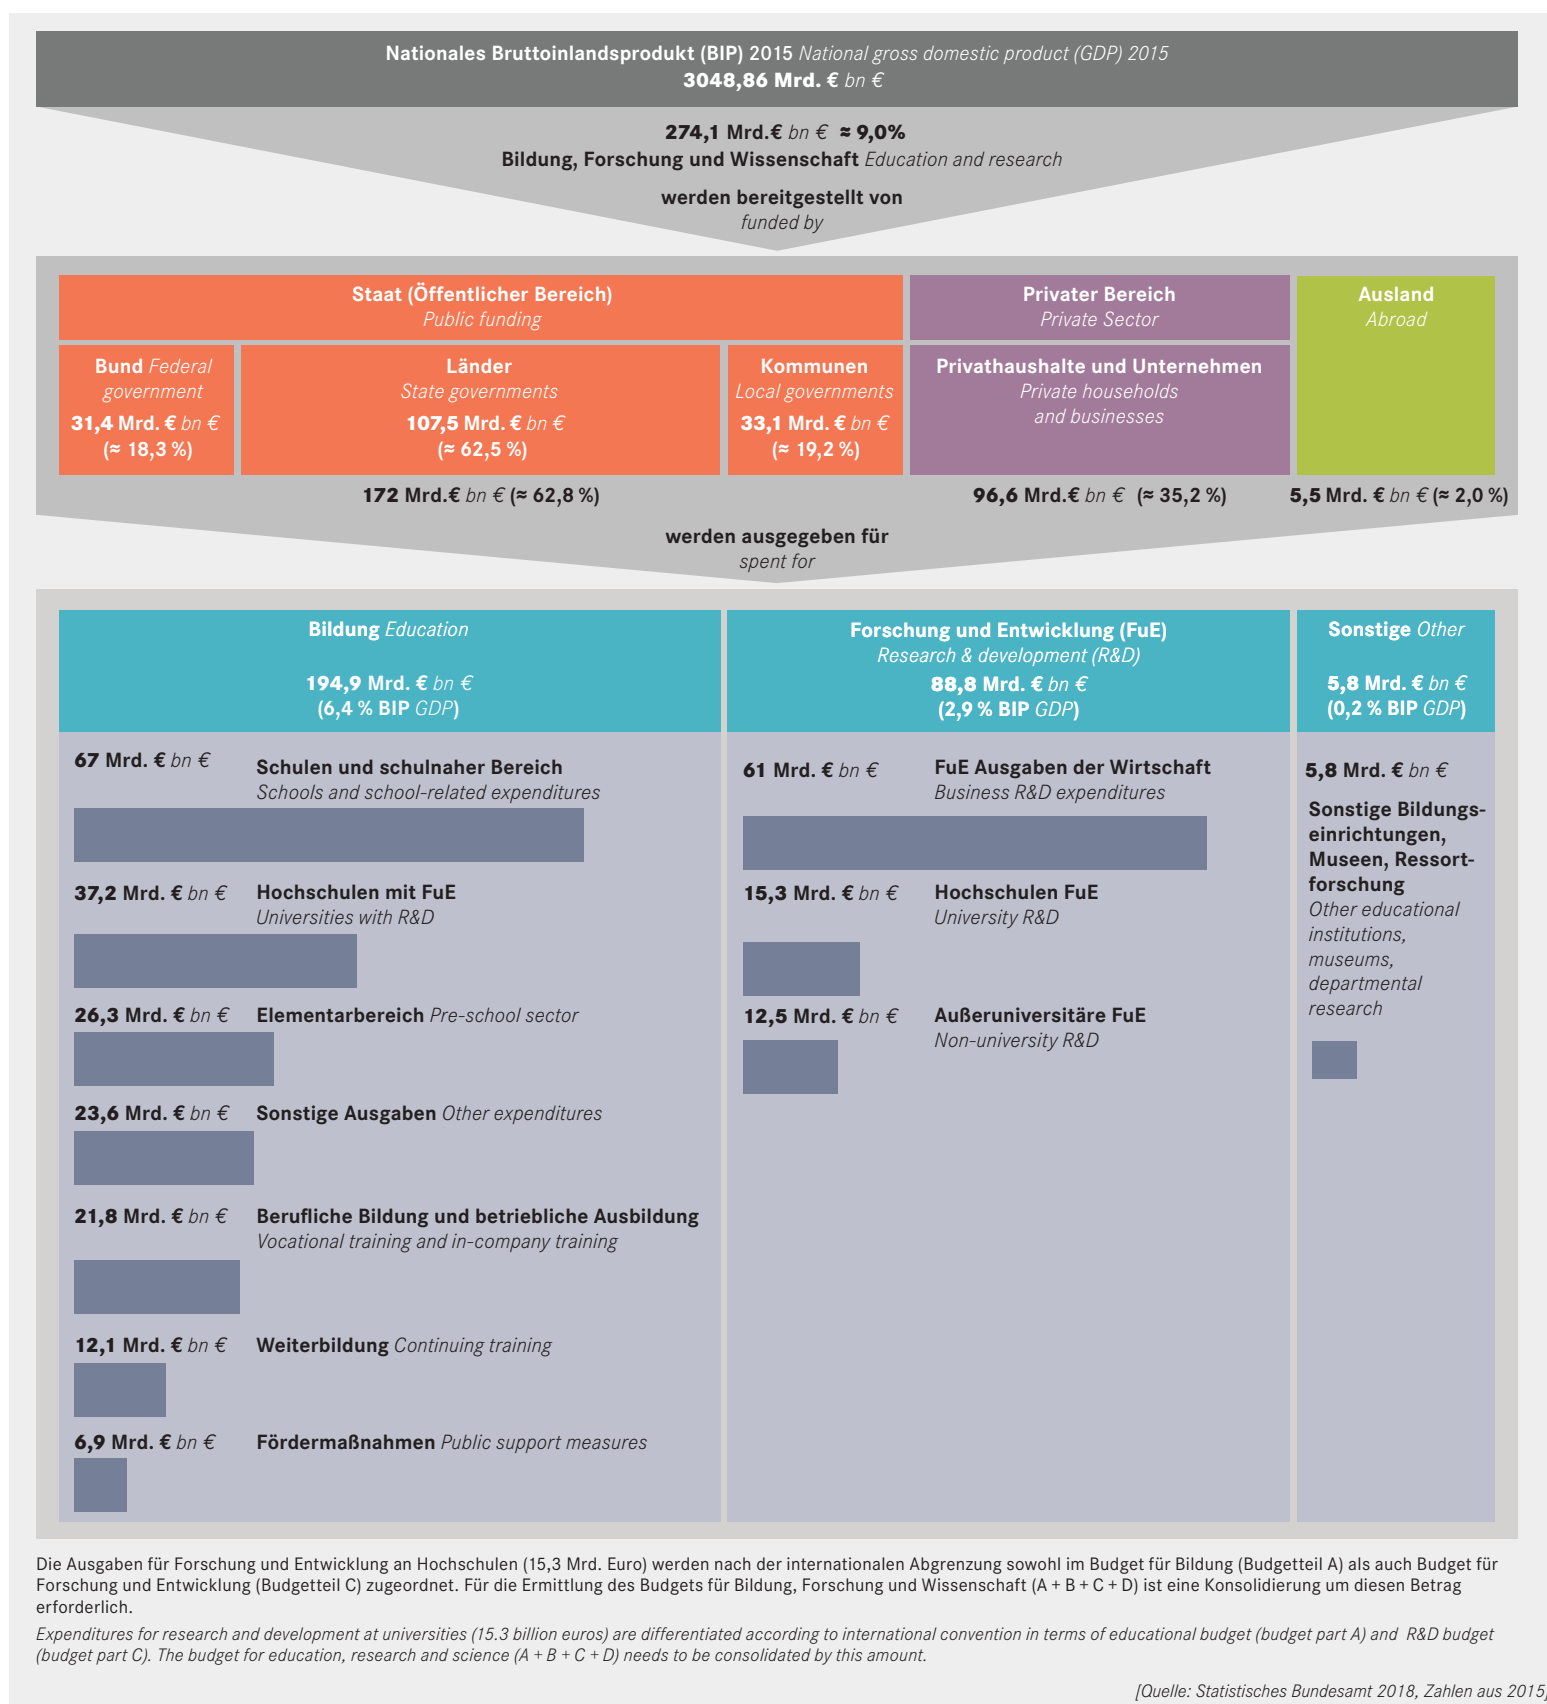 Nationales Bruttoinlandsprodukt (BIP) 2015 National gross domestic product (GDP) 2015
3048,86 Mrd. € bn €
274,1 Mrd.€ bn € ≈ 9,0%
Bildung, Forschung und Wissenschaft Education and research
werden bereitgestellt von
funded by
Staat (Öffentlicher Bereich)
Public funding
Bund Federal
government
31,4 Mrd. € bn €
(≈ 18,3 %)
Länder
State governments
107,5 Mrd. € bn €
(≈ 62,5 %)
Kommunen
Local governments
33,1 Mrd. € bn €
(≈ 19,2 %)
172 Mrd.€ bn € (≈ 62,8 %)
Privater Bereich
Private Sector
Privathaushalte und Unternehmen
Private households
and businesses
96,6 Mrd.€ bn € (≈ 35,2 %)
Ausland
Abroad
5,5 Mrd. € bn € (≈ 2,0 %)
werden ausgegeben für
spent for
Bildung Education
194,9 Mrd. € bn €
(6,4 % BIP GDP)
67 Mrd. € bn €
Schulen und schulnaher Bereich
Schools and school-related expenditures
37,2 Mrd. € bn €
Hochschulen mit FuE
Universities with R&D
26,3 Mrd. € bn €
Elementarbereich Pre-school sector
23,6 Mrd. € bn €
Sonstige Ausgaben Other expenditures
21,8 Mrd. € bn €
Berufliche Bildung und betriebliche Ausbildung
Vocational training and in-company training
12,1 Mrd. € bn €
Weiterbildung Continuing training
6,9 Mrd. € bn €
Fördermaßnahmen Public support measures
Forschung und Entwicklung (FuE)
Research & development (R&D)
88,8 Mrd. € bn €
(2,9 % BIP GDP)
61 Mrd. € bn €
FuE Ausgaben der Wirtschaft
Business R&D expenditures
15,3 Mrd. € bn €
Hochschulen FuE
University R&D
12,5 Mrd. € bn €
Außeruniversitäre FuE
Non-university R&D
Sonstige Other
5,8 Mrd. € bn €
(0,2 % BIP GDP)
5,8 Mrd. € bn €
Sonstige Bildungs-
einrichtungen,
Museen, Ressort-
forschung
Other educational
institutions,
museums,
departmental
research
Die Ausgaben für Forschung und Entwicklung an Hochschulen (15,3 Mrd. Euro) werden nach der internationalen Abgrenzung sowohl im Budget für Bildung (Budgetteil A) als auch Budget für
Forschung und Entwicklung (Budgetteil C) zugeordnet. Für die Ermittlung des Budgets für Bildung, Forschung und Wissenschaft (A + B + C + D) ist eine Konsolidierung um diesen Betrag
erforderlich.
Expenditures for research and development at universities (15.3 billion euros) are differentiated according to international convention in terms of educational budget (budget part A) and R&D budget
(budget part C). The budget for education, research and science (A + B + C + D) needs to be consolidated by this amount.
[Quelle: Statistisches Bundesamt 2018, Zahlen aus 2015]